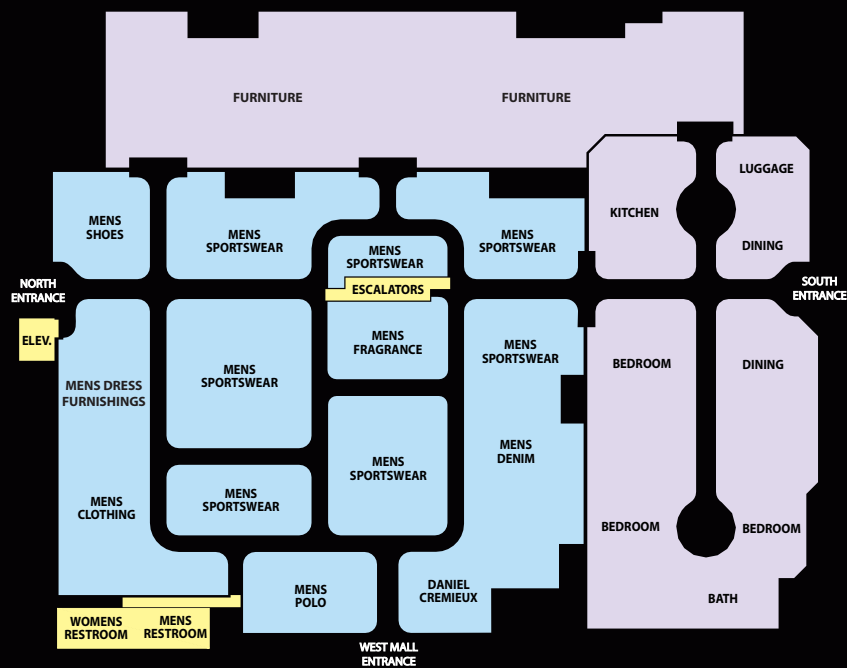 FURNITURE
FURNITURE
LUGGAGE
KITCHEN
DINING
MENS
SHOES
MENS
SPORTSWEAR
MENS
SPORTSWEAR
MENS
SPORTSWEAR
NORTH
ENTRANCE
ESCALATORS
SOUTH
ENTRANCE
ELEV.
MENS
FRAGRANCE
MENS
SPORTSWEAR
BEDROOM
DINING
MENS DRESS
FURNISHINGS
MENS
SPORTSWEAR
MENS
DENIM
MENS
SPORTSWEAR
MENS
CLOTHING
MENS
SPORTSWEAR
BEDROOM
BEDROOM
MENS
POLO
DANIEL
CREMIEUX
BATH
WOMENS
RESTROOM
MENS
RESTROOM
WEST MALL
ENTRANCE